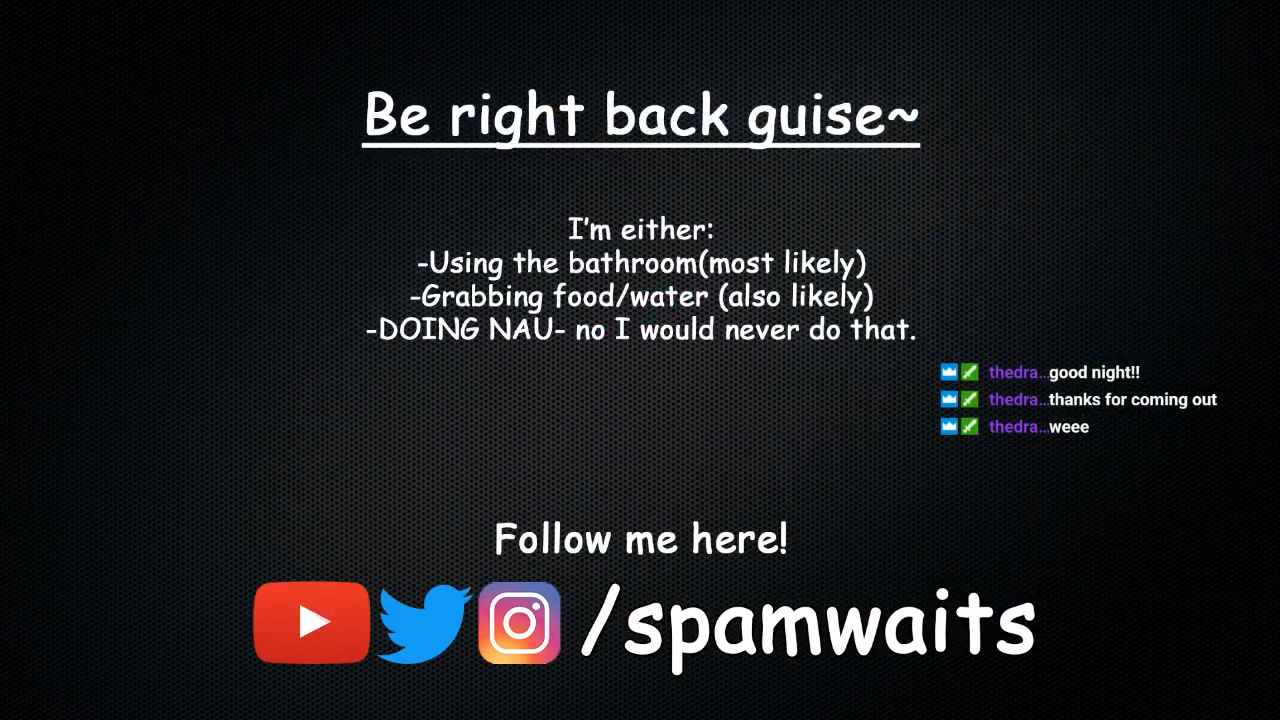 Be right back guise~
I'm either:
-Using the bathroom(most likely)
-Grabbing food/water (also likely)
-DOING NAU- no I would never do that.
thedra...good night!!
thedra...thanks for coming out
thedra...weee
Follow me here!
/spamwaits